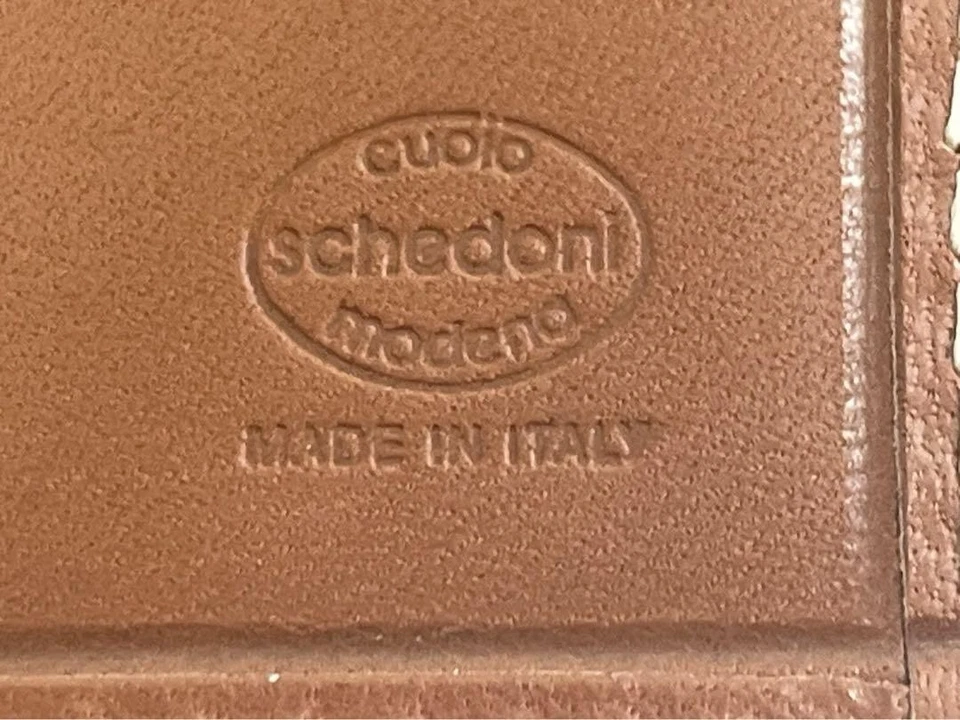 cuoio
schedoni
modena
MADE IN ITALY